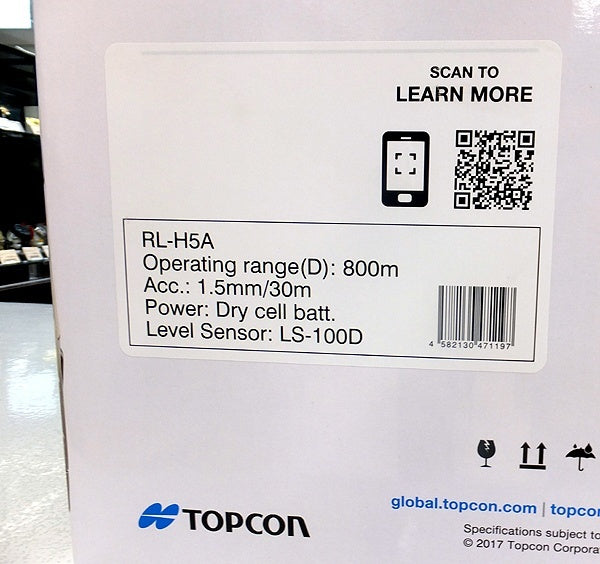 SCAN TO
LEARN MORE
RL-H5A
Operating range(D): 800m
Acc.: 1.5mm/30m
Power: Dry cell batt.
Level Sensor: LS-100D
4 582130 471197
global.topcon.com | topcon
TOPCON
Specifications subject to
© 2017 Topcon Corpora